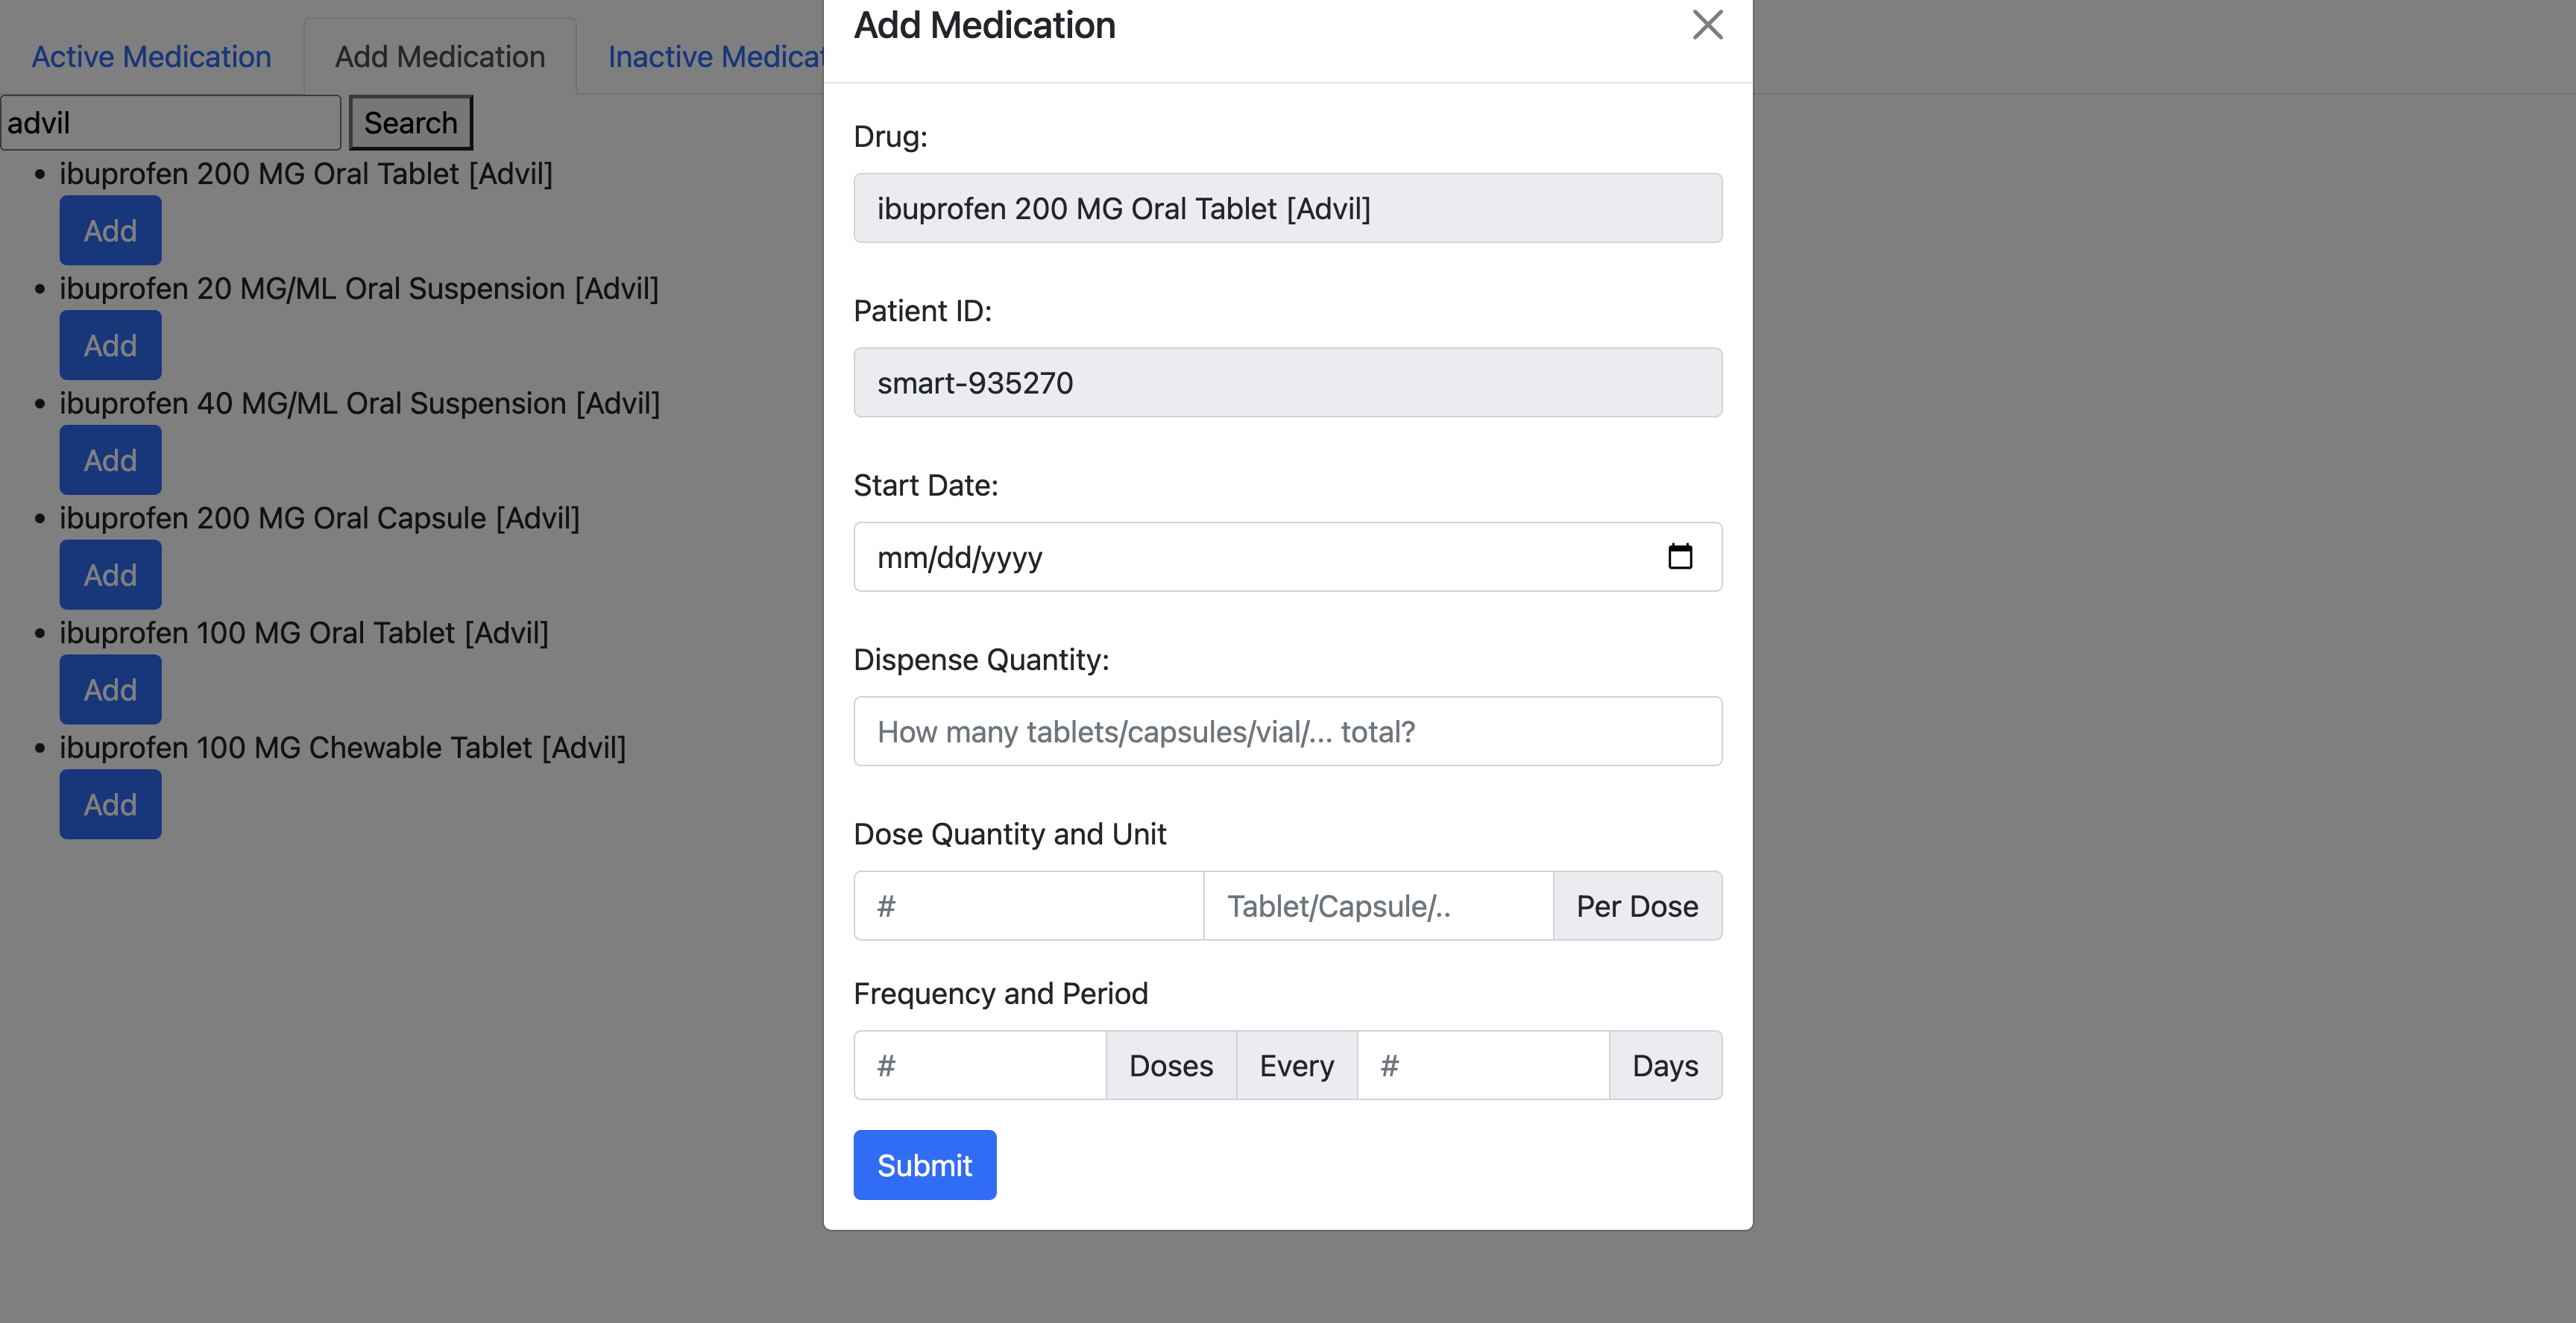 Active Medication
Add Medication
Inactive Medicat
advil
Search
• ibuprofen 200 MG Oral Tablet [Advil]
Add
• ibuprofen 20 MG/ML Oral Suspension [Advil]
Add
• ibuprofen 40 MG/ML Oral Suspension [Advil]
Add
• ibuprofen 200 MG Oral Capsule [Advil]
Add
• ibuprofen 100 MG Oral Tablet [Advil]
Add
• ibuprofen 100 MG Chewable Tablet [Advil]
Add
Add Medication
Drug:
ibuprofen 200 MG Oral Tablet [Advil]
Patient ID:
smart-935270
Start Date:
mm/dd/yyyy
Dispense Quantity:
How many tablets/capsules/vial/... total?
Dose Quantity and Unit
# Tablet/Capsule/.. Per Dose
Frequency and Period
# Doses Every # Days
Submit